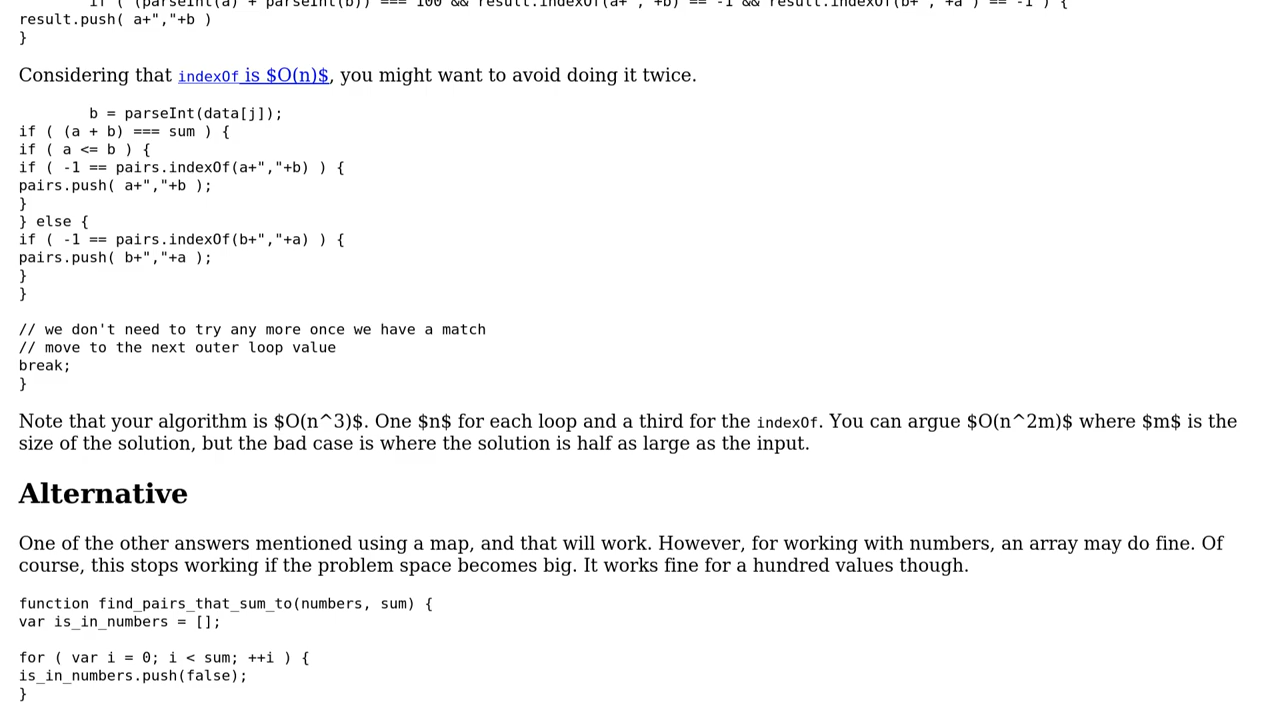 if ( (parseInt(a) + parseInt(b)) === 100 && result.indexOf(a+","+b) == -1 && result.indexOf(b+","+a ) == -1 ) {
result.push( a+","+b )
}
Considering that indexOf is $O(n)$, you might want to avoid doing it twice.
b = parseInt(data[j]);
if ( (a + b) === sum ) {
if ( a <= b ) {
if ( -1 == pairs.indexOf(a+","+b) ) {
pairs.push( a+","+b );
}
} else {
if ( -1 == pairs.indexOf(b+","+a) ) {
pairs.push( b+","+a );
}
}
// we don't need to try any more once we have a match
// move to the next outer loop value
break;
}
Note that your algorithm is $O(n^3)$. One $n$ for each loop and a third for the indexOf. You can argue $O(n^2m)$ where $m$ is the
size of the solution, but the bad case is where the solution is half as large as the input.
Alternative
One of the other answers mentioned using a map, and that will work. However, for working with numbers, an array may do fine. Of
course, this stops working if the problem space becomes big. It works fine for a hundred values though.
function find_pairs_that_sum_to(numbers, sum) {
var is_in_numbers = [];
for ( var i = 0; i < sum; ++i ) {
is_in_numbers.push(false);
}